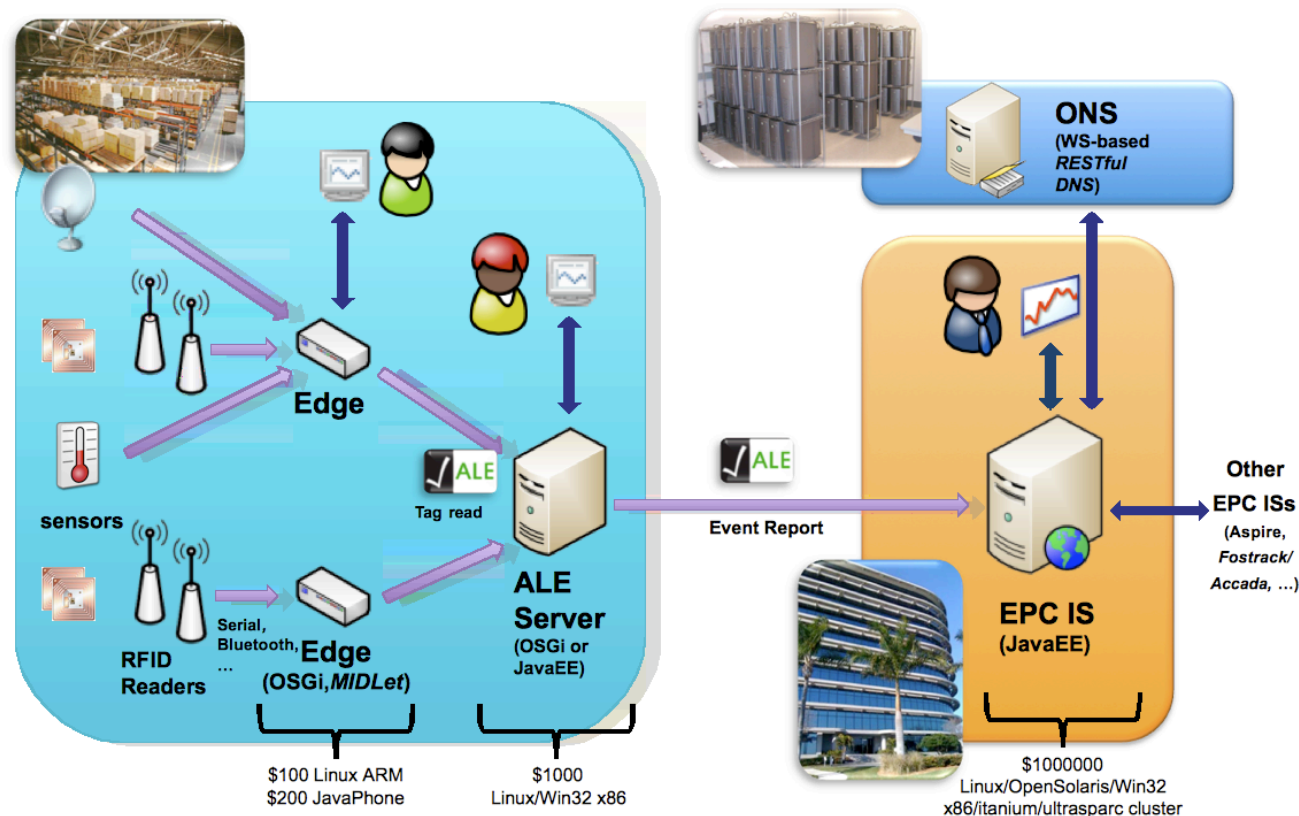 ONS
(WS-based
RESTful
DNS)
Edge
ALE
Tag read
sensors
ALE
Event Report
Other
EPC ISs
(Aspire,
Fostrack/
Accada, ...)
RFID
Readers
Serial,
Bluetooth,
...
Edge
(OSGi,MIDLet)
ALE
Server
(OSGi or
JavaEE)
EPC IS
(JavaEE)
$100 Linux ARM
$200 JavaPhone
$1000
Linux/Win32 x86
$1000000
Linux/OpenSolaris/Win32
x86/itanium/ultrasparc cluster